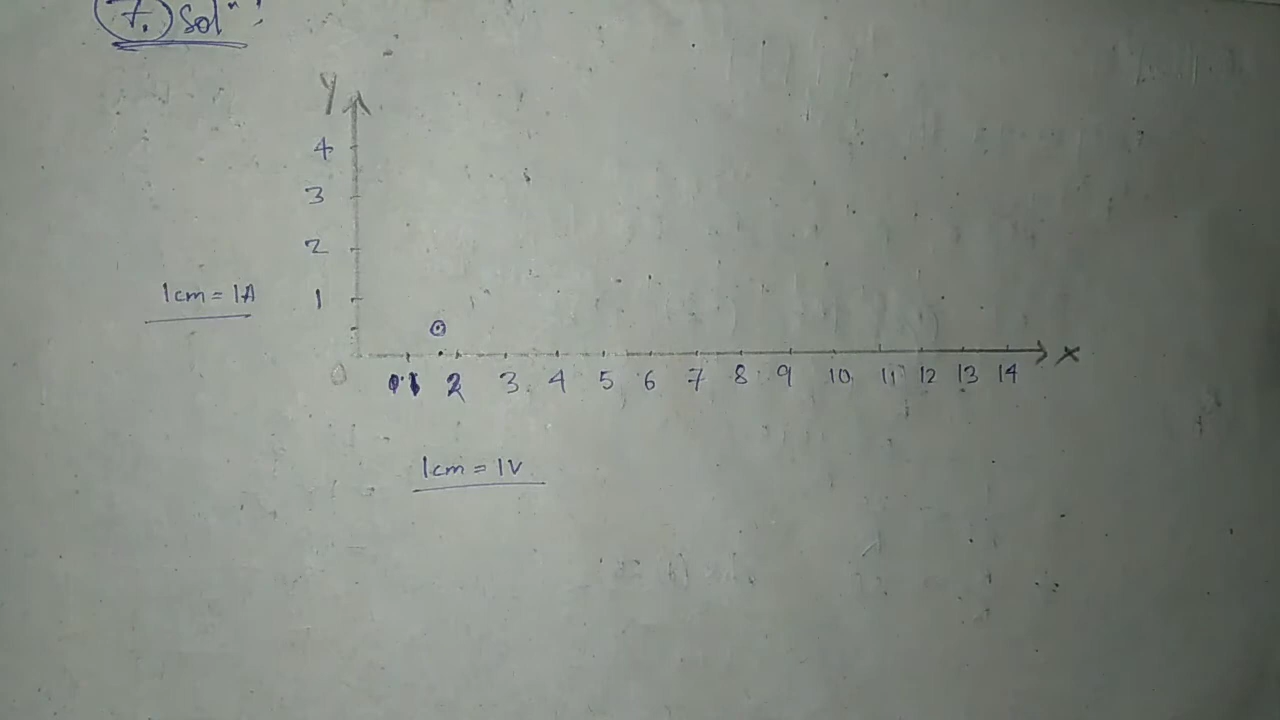 7. Solⁿ:
Y
4
3
2
1cm = 1A 1
0 1 2 3 4 5 6 7 8 9 10 11 12 13 14 X
1cm = 1V